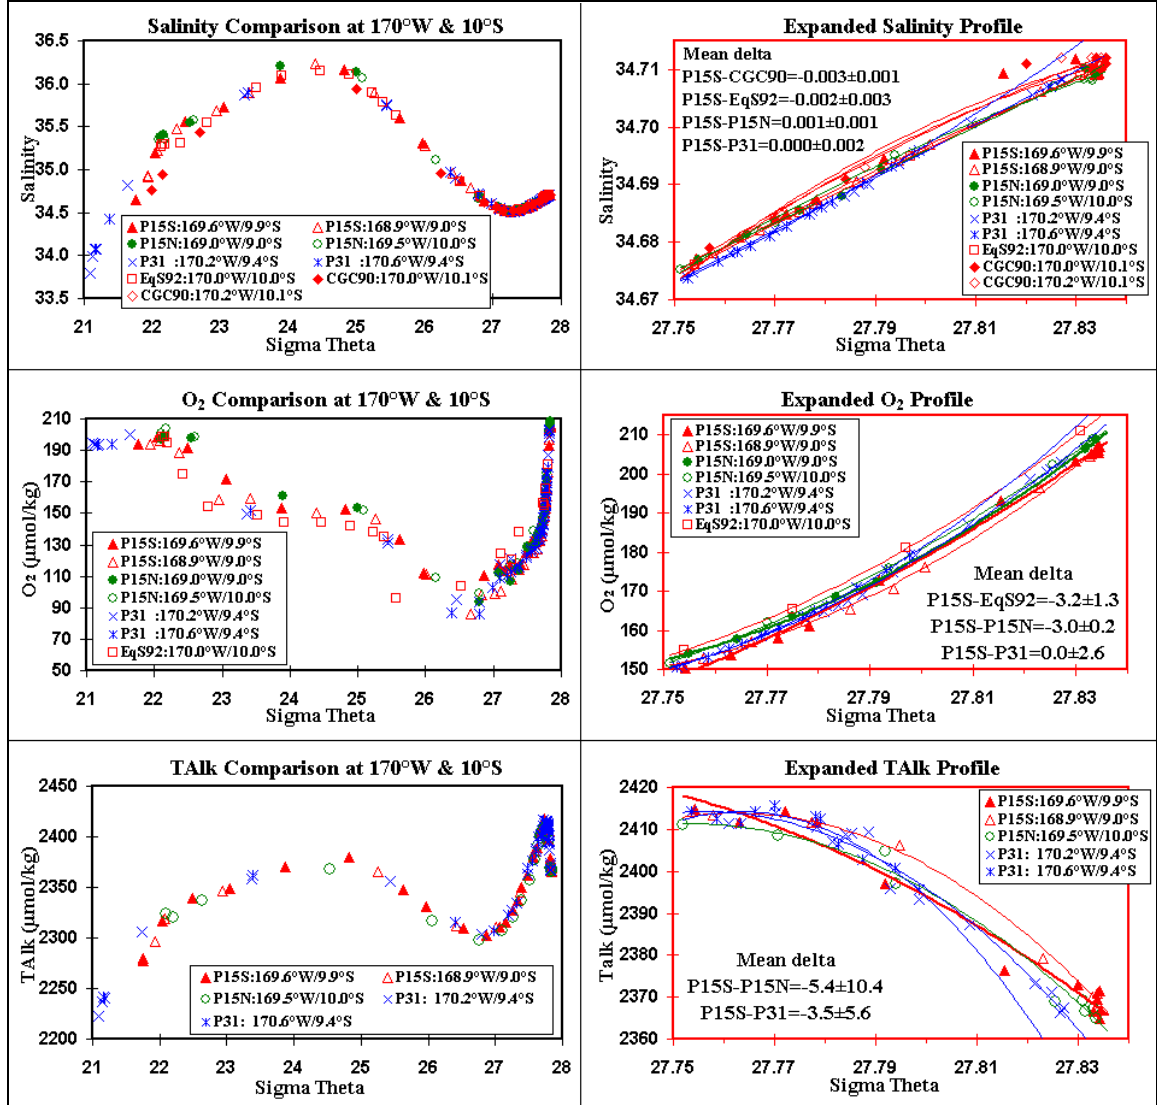 Salinity Comparison at 170°W & 10°S
36.5
36.0
35.5
35.0
34.5
34.0
33.5
Salinity
P15S:169.6°W/9.9°S
P15S:168.9°W/9.0°S
P15N:169.0°W/9.0°S
P15N:169.5°W/10.0°S
P31 :170.2°W/9.4°S
P31 :170.6°W/9.4°S
EqS92:170.0°W/10.0°S
CGC90:170.0°W/10.1°S
CGC90:170.2°W/10.1°S
21 22 23 24 25 26 27 28
Sigma Theta
Expanded Salinity Profile
Mean delta
P15S-CGC90=-0.003±0.001
P15S-EqS92=-0.002±0.003
P15S-P15N=0.001±0.001
P15S-P31=0.000±0.002
34.71
34.70
34.69
34.68
34.67
Salinity
P15S:169.6°W/9.9°S
P15S:168.9°W/9.0°S
P15N:169.0°W/9.0°S
P15N:169.5°W/10.0°S
P31 :170.2°W/9.4°S
P31 :170.6°W/9.4°S
EqS92:170.0°W/10.0°S
CGC90:170.0°W/10.1°S
CGC90:170.2°W/10.1°S
27.75 27.77 27.79 27.81 27.83
Sigma Theta
O₂ Comparison at 170°W & 10°S
210
190
170
150
130
110
90
70
50
O₂ (µmol/kg)
P15S:169.6°W/9.9°S
P15S:168.9°W/9.0°S
P15N:169.0°W/9.0°S
P15N:169.5°W/10.0°S
P31 :170.2°W/9.4°S
P31 :170.6°W/9.4°S
EqS92:170.0°W/10.0°S
21 22 23 24 25 26 27 28
Sigma Theta
Expanded O₂ Profile
210
200
190
180
170
160
150
O₂ (µmol/kg)
P15S:169.6°W/9.9°S
P15S:168.9°W/9.0°S
P15N:169.0°W/9.0°S
P15N:169.5°W/10.0°S
P31 :170.2°W/9.4°S
P31 :170.6°W/9.4°S
EqS92:170.0°W/10.0°S
Mean delta
P15S-EqS92=-3.2±1.3
P15S-P15N=-3.0±0.2
P15S-P31=0.0±2.6
27.75 27.77 27.79 27.81 27.83
Sigma Theta
TAlk Comparison at 170°W & 10°S
2450
2400
2350
2300
2250
2200
TAlk (µmol/kg)
P15S:169.6°W/9.9°S
P15S:168.9°W/9.0°S
P15N:169.5°W/10.0°S
P31: 170.2°W/9.4°S
P31: 170.6°W/9.4°S
21 22 23 24 25 26 27 28
Sigma Theta
Expanded TAlk Profile
2420
2410
2400
2390
2380
2370
2360
Talk (µmol/kg)
P15S:169.6°W/9.9°S
P15S:168.9°W/9.0°S
P15N:169.5°W/10.0°S
P31: 170.2°W/9.4°S
P31: 170.6°W/9.4°S
Mean delta
P15S-P15N=-5.4±10.4
P15S-P31=-3.5±5.6
27.75 27.77 27.79 27.81 27.83
Sigma Theta